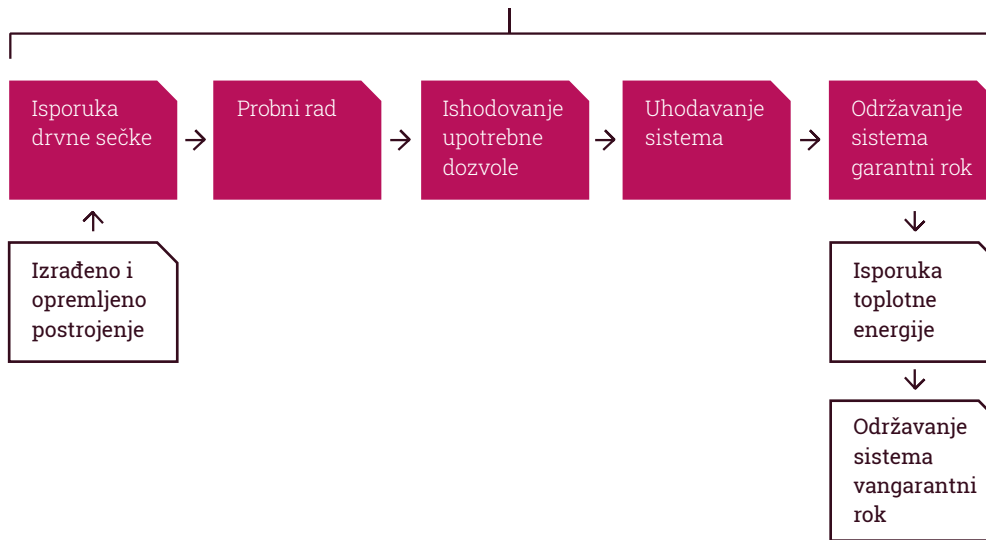 Isporuka
drvne sečke
Probni rad
Ishodovanje
upotrebne
dozvole
Uhodavanje
sistema
Održavanje
sistema
garantni rok
Izrađeno i
opremljeno
postrojenje
Isporuka
toplotne
energije
Održavanje
sistema
vangarantni
rok